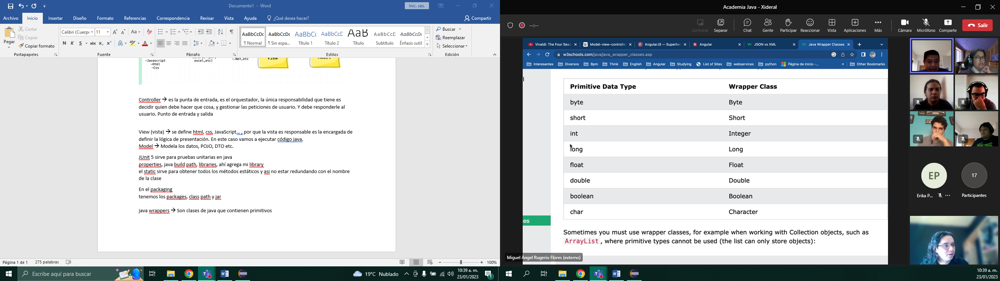 Documento1 - Word
Inic. ses.
Archivo Inicio Insertar Diseño Formato Referencias Correspondencia Revisar Vista Ayuda ¿Qué desea hacer? Compartir
Pegar
Cortar
Copiar
Copiar formato
Portapapeles
Calibri (Cuerpo 11
N K S abc x₂ x²
Fuente
Párrafo
AaBbCcDc AaBbCcDc AaBbCc AaBbCcD AaB AaBbCcD AaBbCcDc
¶ Normal ¶ Sin espa... Título 1 Título 2 Título Subtítulo Énfasis sutil
Estilos
Buscar
Reemplazar
Seleccionar
Edición
-Javascript
-Html
-Css
excel,etc)
-.Net,etc
View
Model
Controller → es la punta de entrada, es el orquestador, la única responsabilidad que tiene es
decidir quien debe hacer que cosa, y gestionar las peticiones de usuario. Y debe responderle al
usuario. Punto de entrada y salida
View (vista) → se define html, css, JavaScript... , por que la vista es responsable es la encargada de
definir la lógica de presentación. En este caso vamos a ejecutar código java.
Model → Modela los datos, POJO, DTO etc.
JUnit 5 sirve para pruebas unitarias en java
properties, java build path, libraries, ahí agrega mi library
el static sirve para obtener todos los métodos estáticos y asi no estar redundando con el nombre
de la clase
En el packaging
tenemos los packages, class path y jar
java wrappers → Son clases de java que contienen primitivos
Página 1 de 1 275 palabras
100%
Escribe aquí para buscar
19°C Nublado
10:39 a. m.
23/01/2023
1
Academia Java - Xideral
--:--
Controlar Separar Chat Gente Participar Reaccionar Vista Aplicaciones Más Cámara Micrófono Comparte Salir
Vivaldi: The Four Seas Model–view–controller AngularJS — Superher Angular JSON vs XML Java Wrapper Classes
w3schools.com/java/java_wrapper_classes.asp
Interesantes Diversos Bpm Think English Angular Studying List of Sites webservices python Página de inicio -... » Other Bookmarks
Primitive Data Type Wrapper Class
byte Byte
short Short
int Integer
long Long
float Float
double Double
boolean Boolean
char Character
es
Sometimes you must use wrapper classes, for example when working with Collection objects, such as
ArrayList , where primitive types cannot be used (the list can only store objects):
Miguel Ángel Rugerio Flores (externo)
EP
Erika P...
17
Participantes
10:39 a. m.
23/01/2023